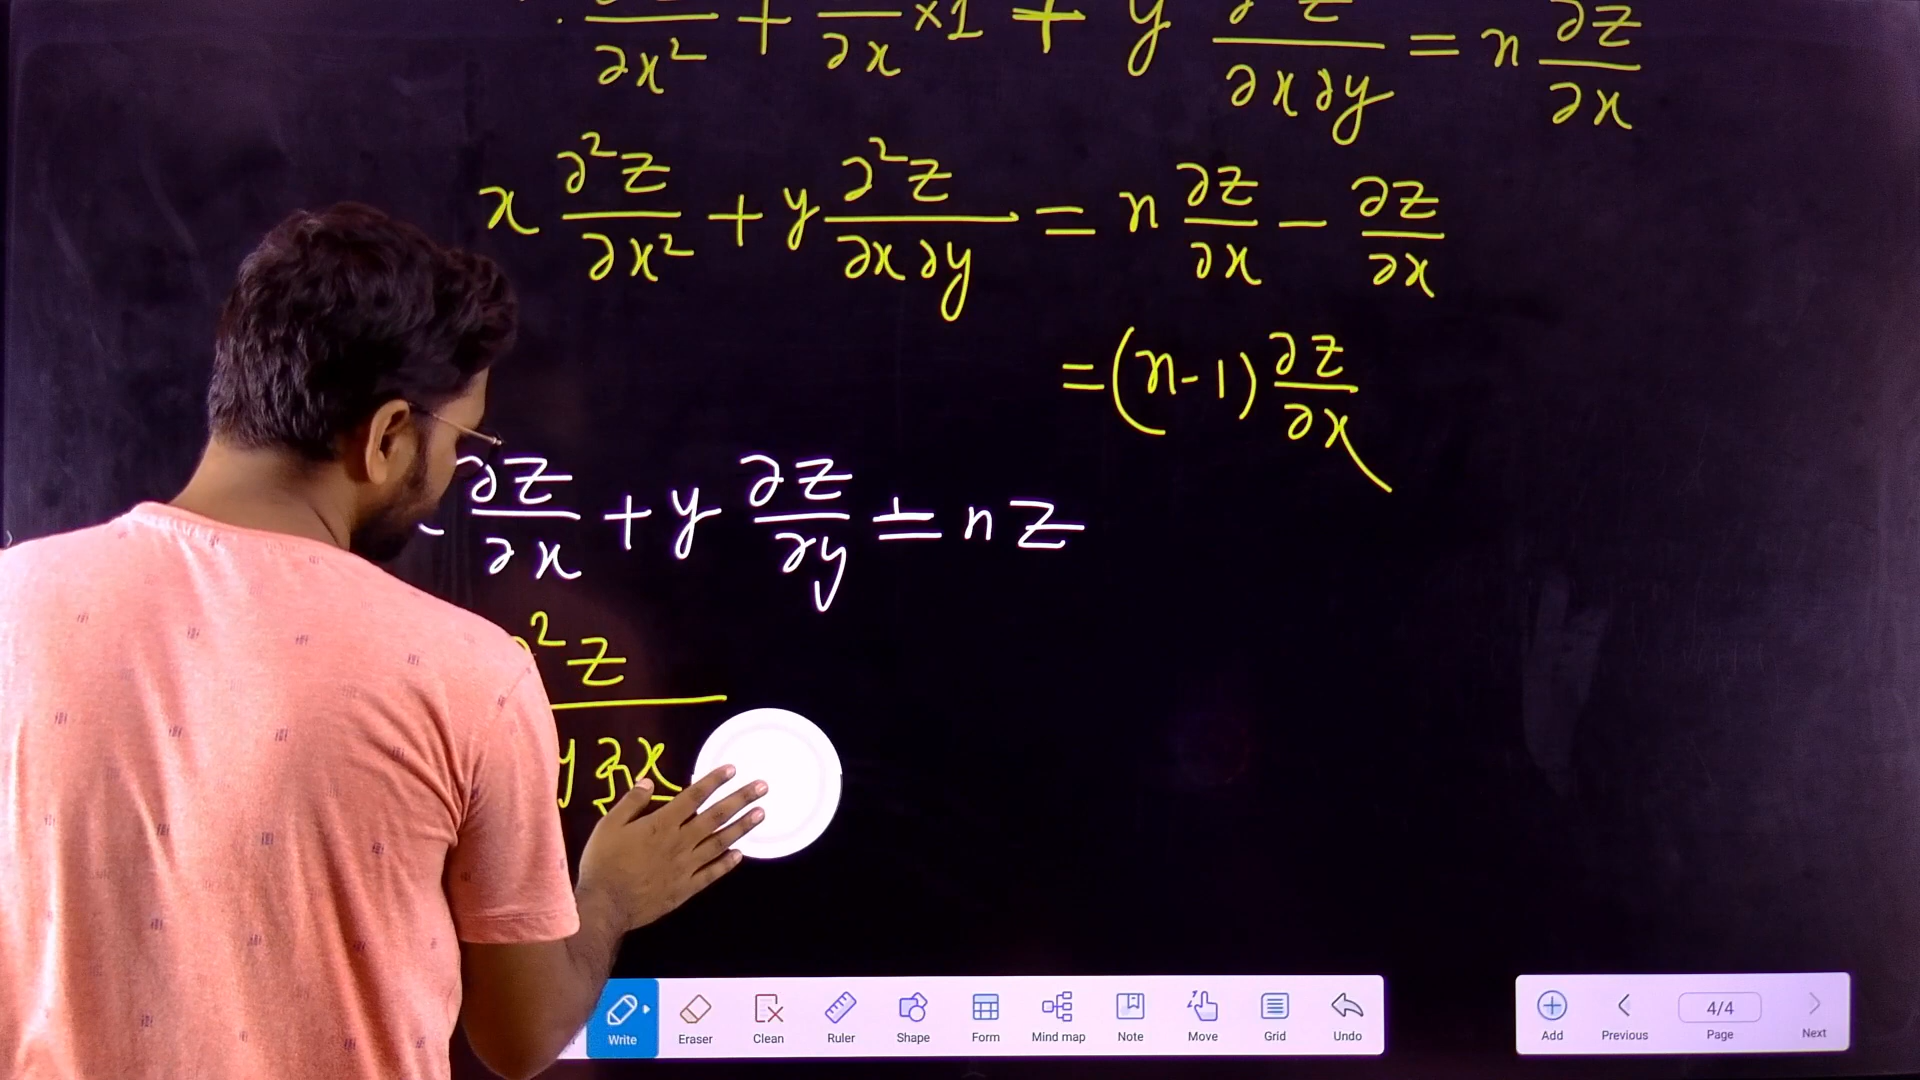 ∂x² + ∂x ×1 + y ∂z/∂x∂y = n ∂z/∂x
x ∂²z/∂x² + y ∂²z/∂x∂y = n ∂z/∂x - ∂z/∂x
= (n-1) ∂z/∂x
∂z/∂x + y ∂z/∂y = nz
²z
y ∂x
Write Eraser Clean Ruler Shape Form Mind map Note Move Grid Undo
Add Previous 4/4 Page Next